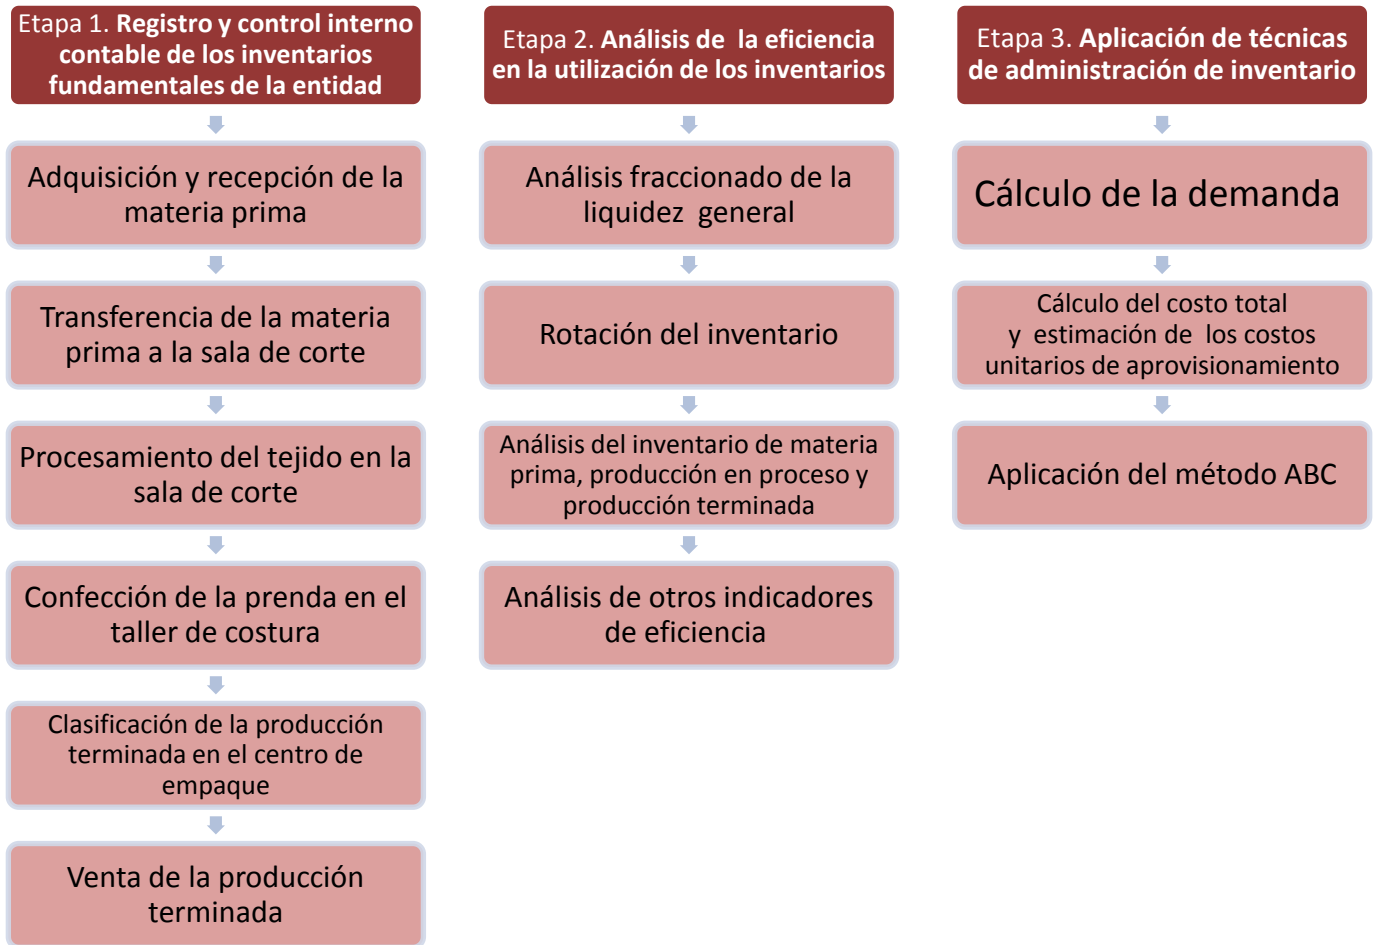 Etapa 1. Registro y control interno
contable de los inventarios
fundamentales de la entidad
Adquisición y recepción de la
materia prima
Transferencia de la materia
prima a la sala de corte
Procesamiento del tejido en la
sala de corte
Confección de la prenda en el
taller de costura
Clasificación de la producción
terminada en el centro de
empaque
Venta de la producción
terminada
Etapa 2. Análisis de la eficiencia
en la utilización de los inventarios
Análisis fraccionado de la
liquidez general
Rotación del inventario
Análisis del inventario de materia
prima, producción en proceso y
producción terminada
Análisis de otros indicadores
de eficiencia
Etapa 3. Aplicación de técnicas
de administración de inventario
Cálculo de la demanda
Cálculo del costo total
y estimación de los costos
unitarios de aprovisionamiento
Aplicación del método ABC